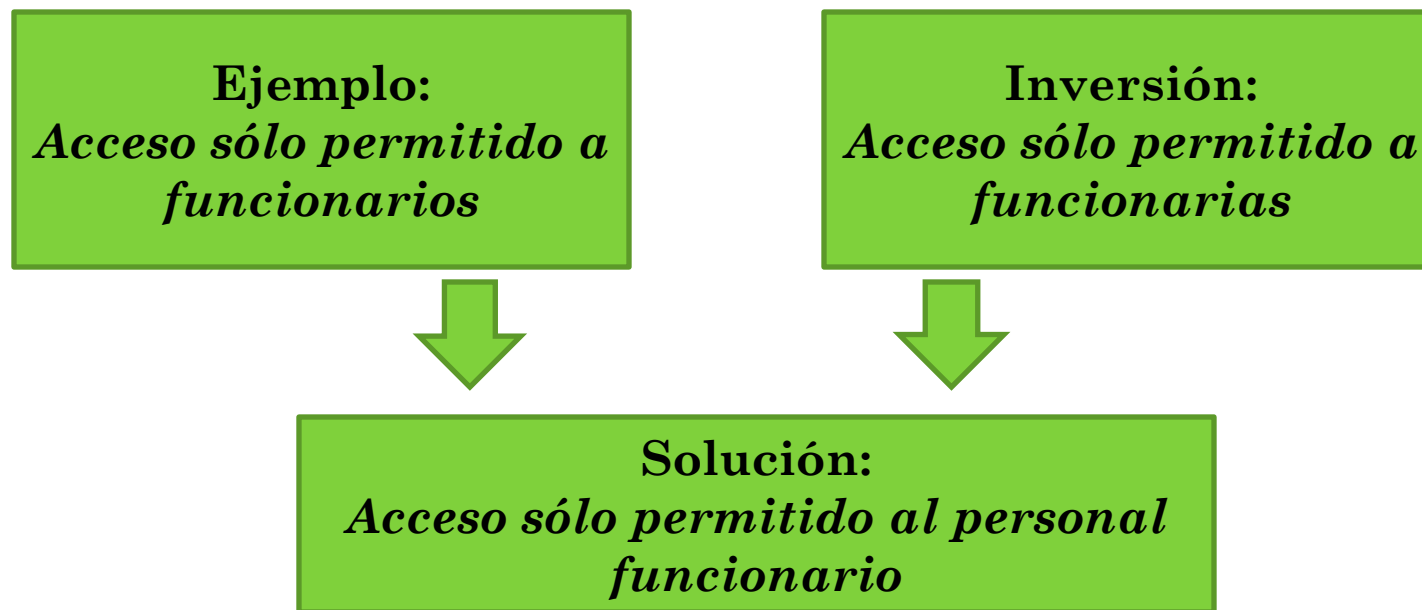 Ejemplo:
Acceso sólo permitido a
funcionarios
Inversión:
Acceso sólo permitido a
funcionarias
Solución:
Acceso sólo permitido al personal
funcionario